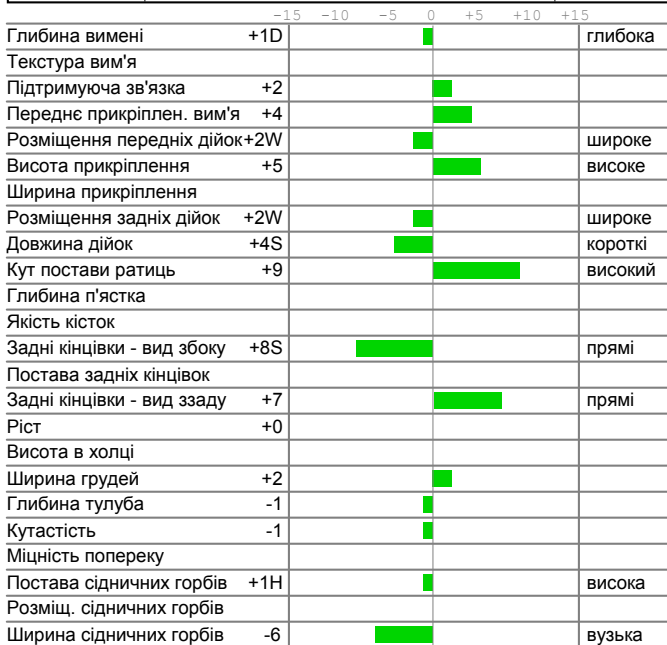 -15 -10 -5 0 +5 +10 +15
Глибина вимені +1D глибока
Текстура вим'я
Підтримуюча зв'язка +2
Переднє прикріплен. вим'я +4
Розміщення передніх дійок+2W широке
Висота прикріплення +5 високе
Ширина прикріплення
Розміщення задніх дійок +2W широке
Довжина дійок +4S короткі
Кут постави ратиць +9 високий
Глибина п'ястка
Якість кісток
Задні кінцівки - вид збоку +8S прямі
Постава задніх кінцівок
Задні кінцівки - вид ззаду +7 прямі
Ріст +0
Висота в холці
Ширина грудей +2
Глибина тулуба -1
Кутастість -1
Міцність попереку
Постава сідничних горбів +1H висока
Розміщ. сідничних горбів
Ширина сідничних горбів -6 вузька